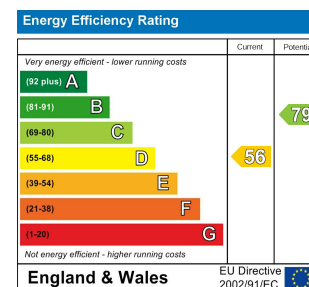 Energy Efficiency Rating
Current
Very energy efficient - lower running costs
(92 plus) A
(81-91) B
79
(69-80) C
(55-68) D
56
(39-54) E
(21-38) F
(1-20) G
Not energy efficient - higher running costs
England & Wales
EU Directive
2002/91/EC